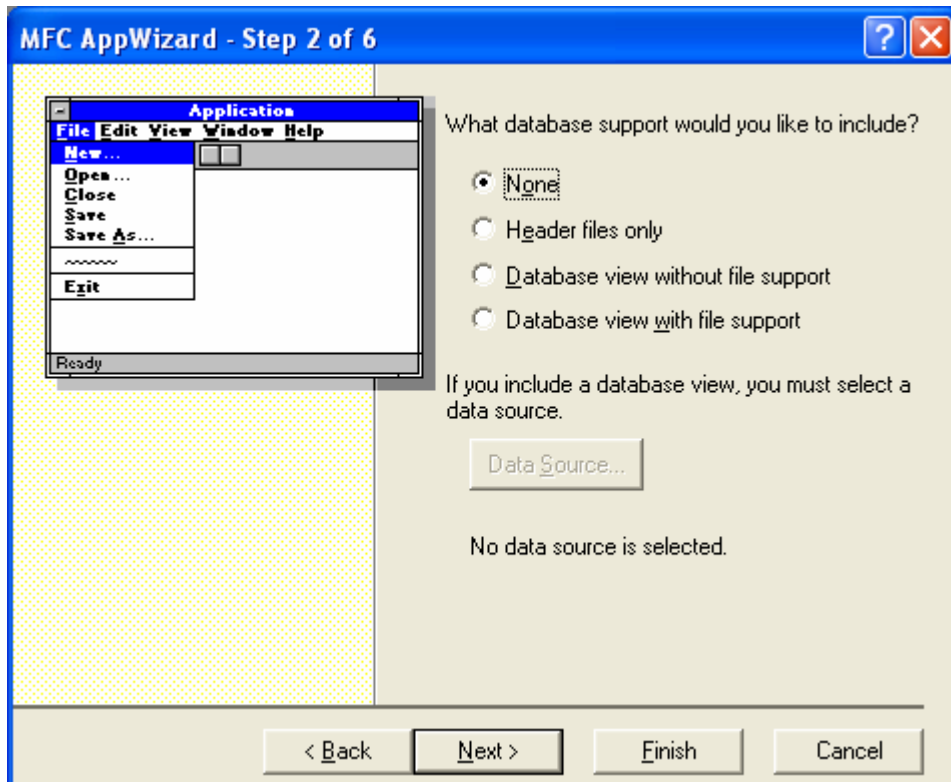 MFC AppWizard - Step 2 of 6
Application
File Edit View Window Help
New...
Open...
Close
Save
Save As...
Exit
Ready
What database support would you like to include?
None
Header files only
Database view without file support
Database view with file support
If you include a database view, you must select a
data source.
Data Source...
No data source is selected.
< Back
Next >
Finish
Cancel